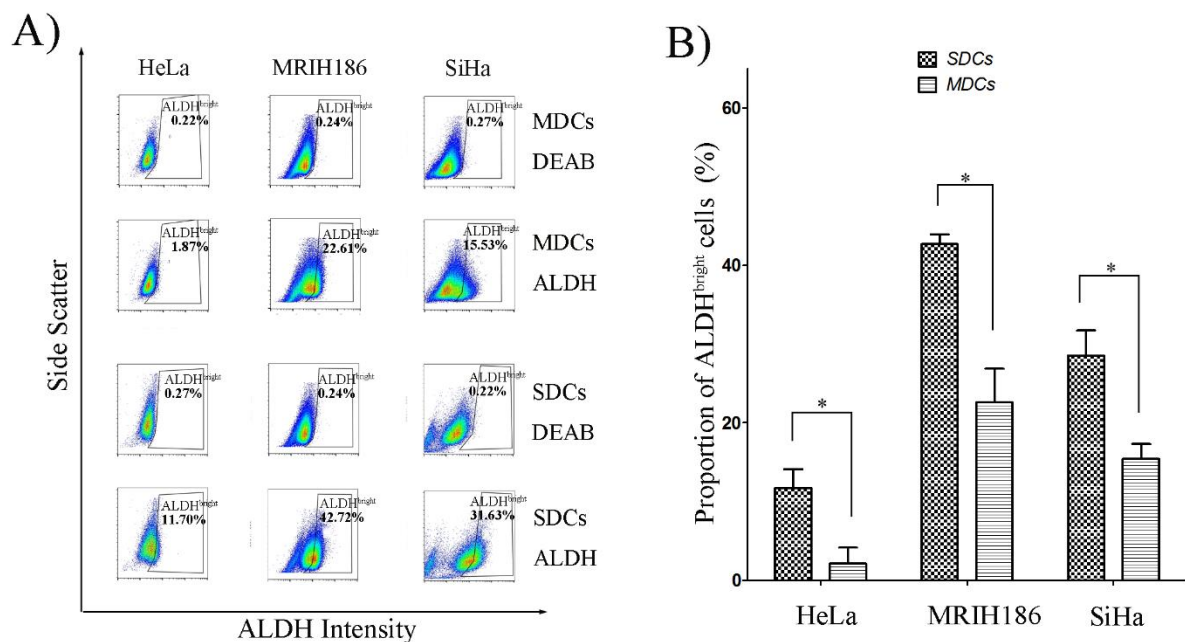 A)
HeLa MRIH186 SiHa
ALDHbright
0.22%
ALDHbright
0.24%
ALDHbright
0.27%
MDCs
DEAB
ALDHbright
1.87%
ALDHbright
22.61%
ALDHbright
15.53%
MDCs
ALDH
ALDHbright
0.27%
ALDHbright
0.24%
ALDHbright
0.22%
SDCs
DEAB
ALDHbright
11.70%
ALDHbright
42.72%
ALDHbright
31.63%
SDCs
ALDH
Side Scatter
ALDH Intensity
B)
SDCs
MDCs
Proportion of ALDHbright cells (%)
60
40
20
0
*
*
*
HeLa MRIH186 SiHa